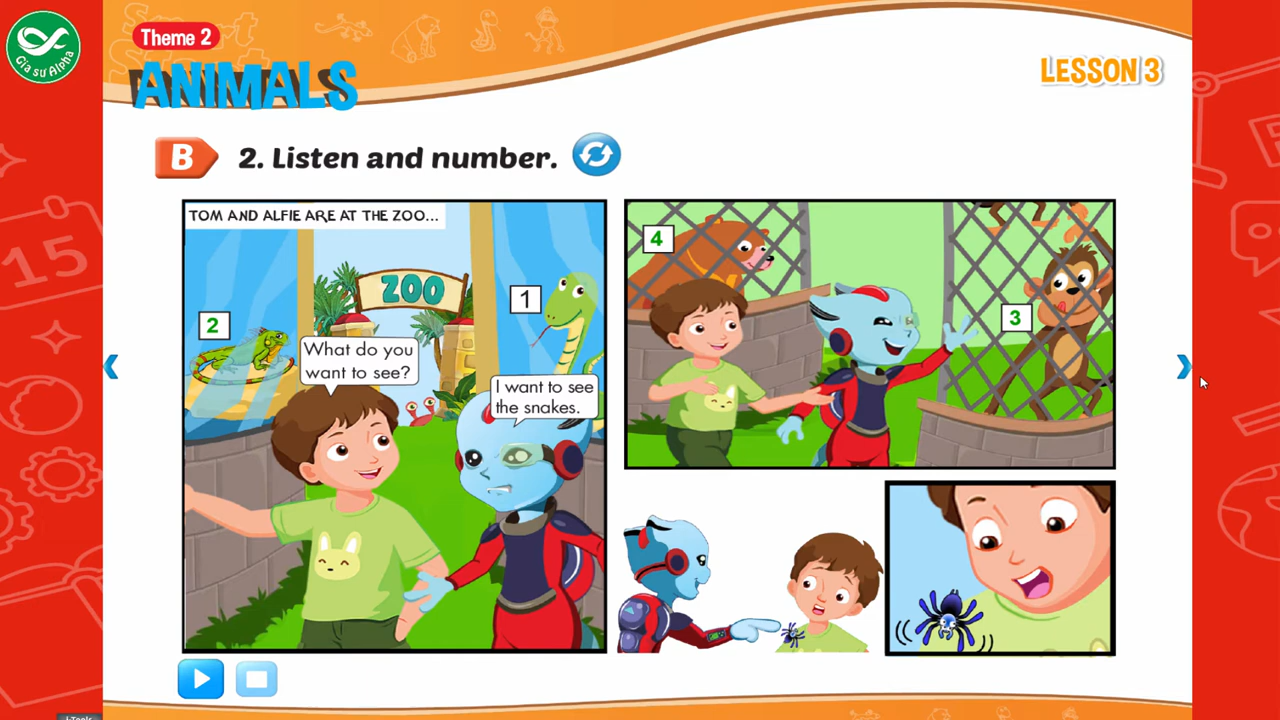 Gia sư Alpha
Theme 2
ANIMALS
LESSON 3
B
2. Listen and number.
TOM AND ALFIE ARE AT THE ZOO...
ZOO
2
1
What do you
want to see?
I want to see
the snakes.
4
3